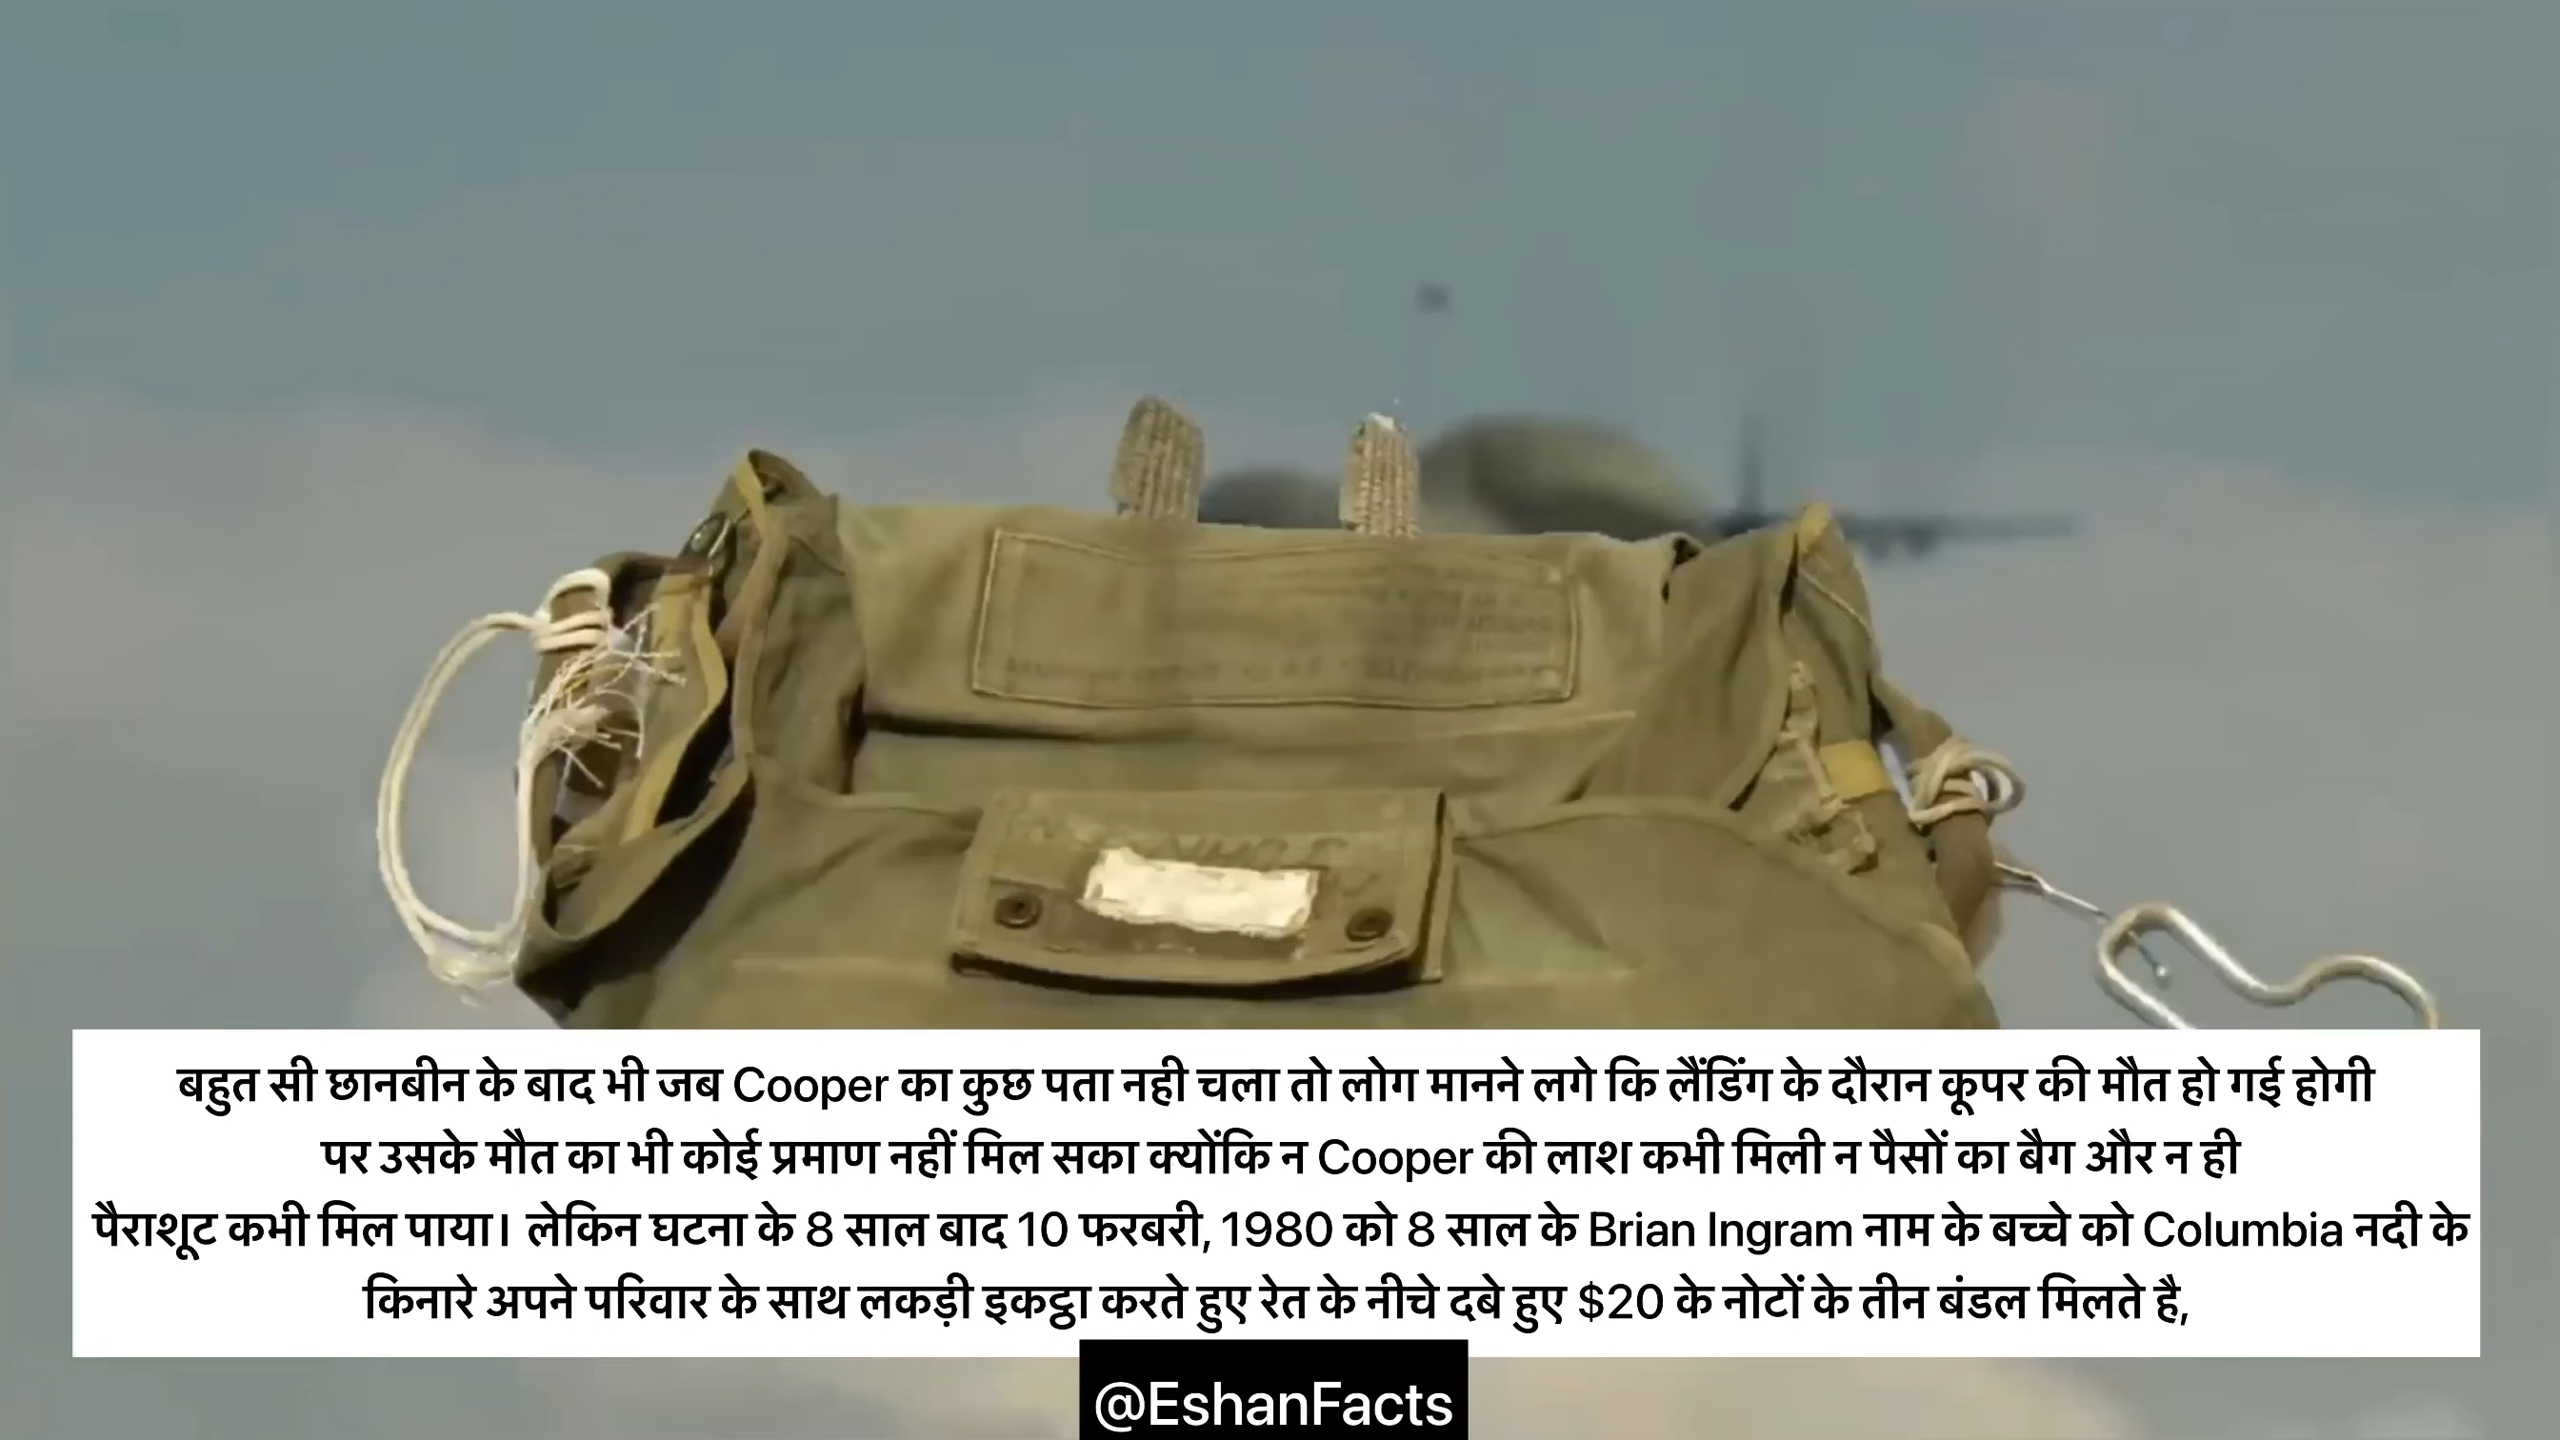 बहुत सी छानबीन के बाद भी जब Cooper का कुछ पता नही चला तो लोग मानने लगे कि लैंडिंग के दौरान कूपर की मौत हो गई होगी
पर उसके मौत का भी कोई प्रमाण नहीं मिल सका क्योंकि न Cooper की लाश कभी मिली न पैसों का बैग और न ही
पैराशूट कभी मिल पाया। लेकिन घटना के 8 साल बाद 10 फरबरी, 1980 को 8 साल के Brian Ingram नाम के बच्चे को Columbia नदी के
किनारे अपने परिवार के साथ लकड़ी इकट्ठा करते हुए रेत के नीचे दबे हुए $20 के नोटों के तीन बंडल मिलते है,
@EshanFacts